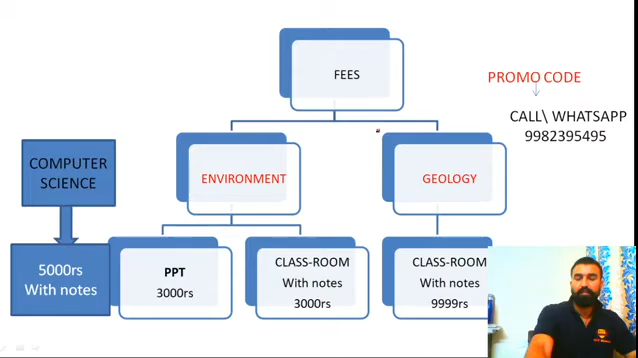 FEES
PROMO CODE
CALL\ WHATSAPP
9982395495
COMPUTER
SCIENCE
ENVIRONMENT
GEOLOGY
5000rs
With notes
PPT
3000rs
CLASS-ROOM
With notes
3000rs
CLASS-ROOM
With notes
9999rs